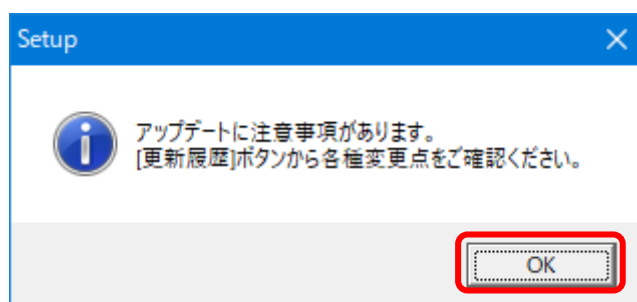 Setup
アップデートに注意事項があります。
[更新履歴]ボタンから各種変更点をご確認ください。
OK